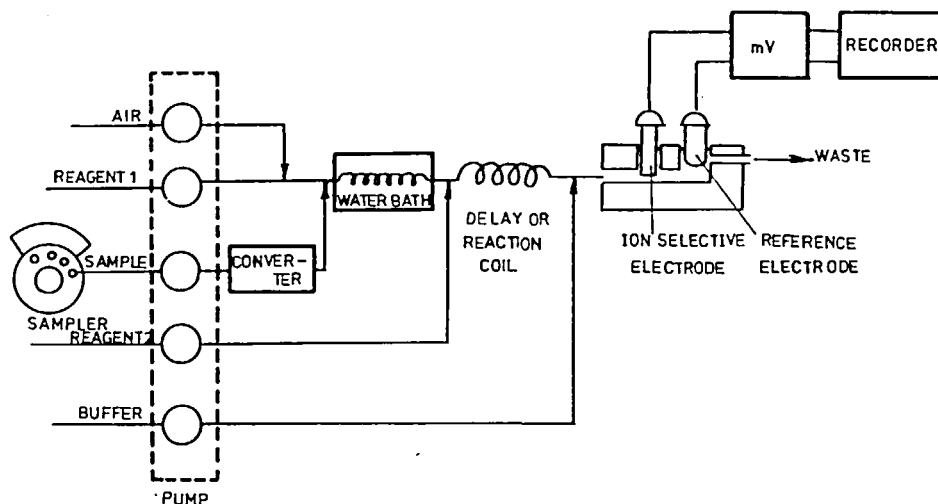 AIR
REAGENT 1
SAMPLE
SAMPLER
REAGENT 2
BUFFER
PUMP
CONVER-
TER
WATER BATH
DELAY OR
REACTION
COIL
mV
RECORDER
WASTE
ION SELECTIVE
ELECTRODE
REFERENCE
ELECTRODE